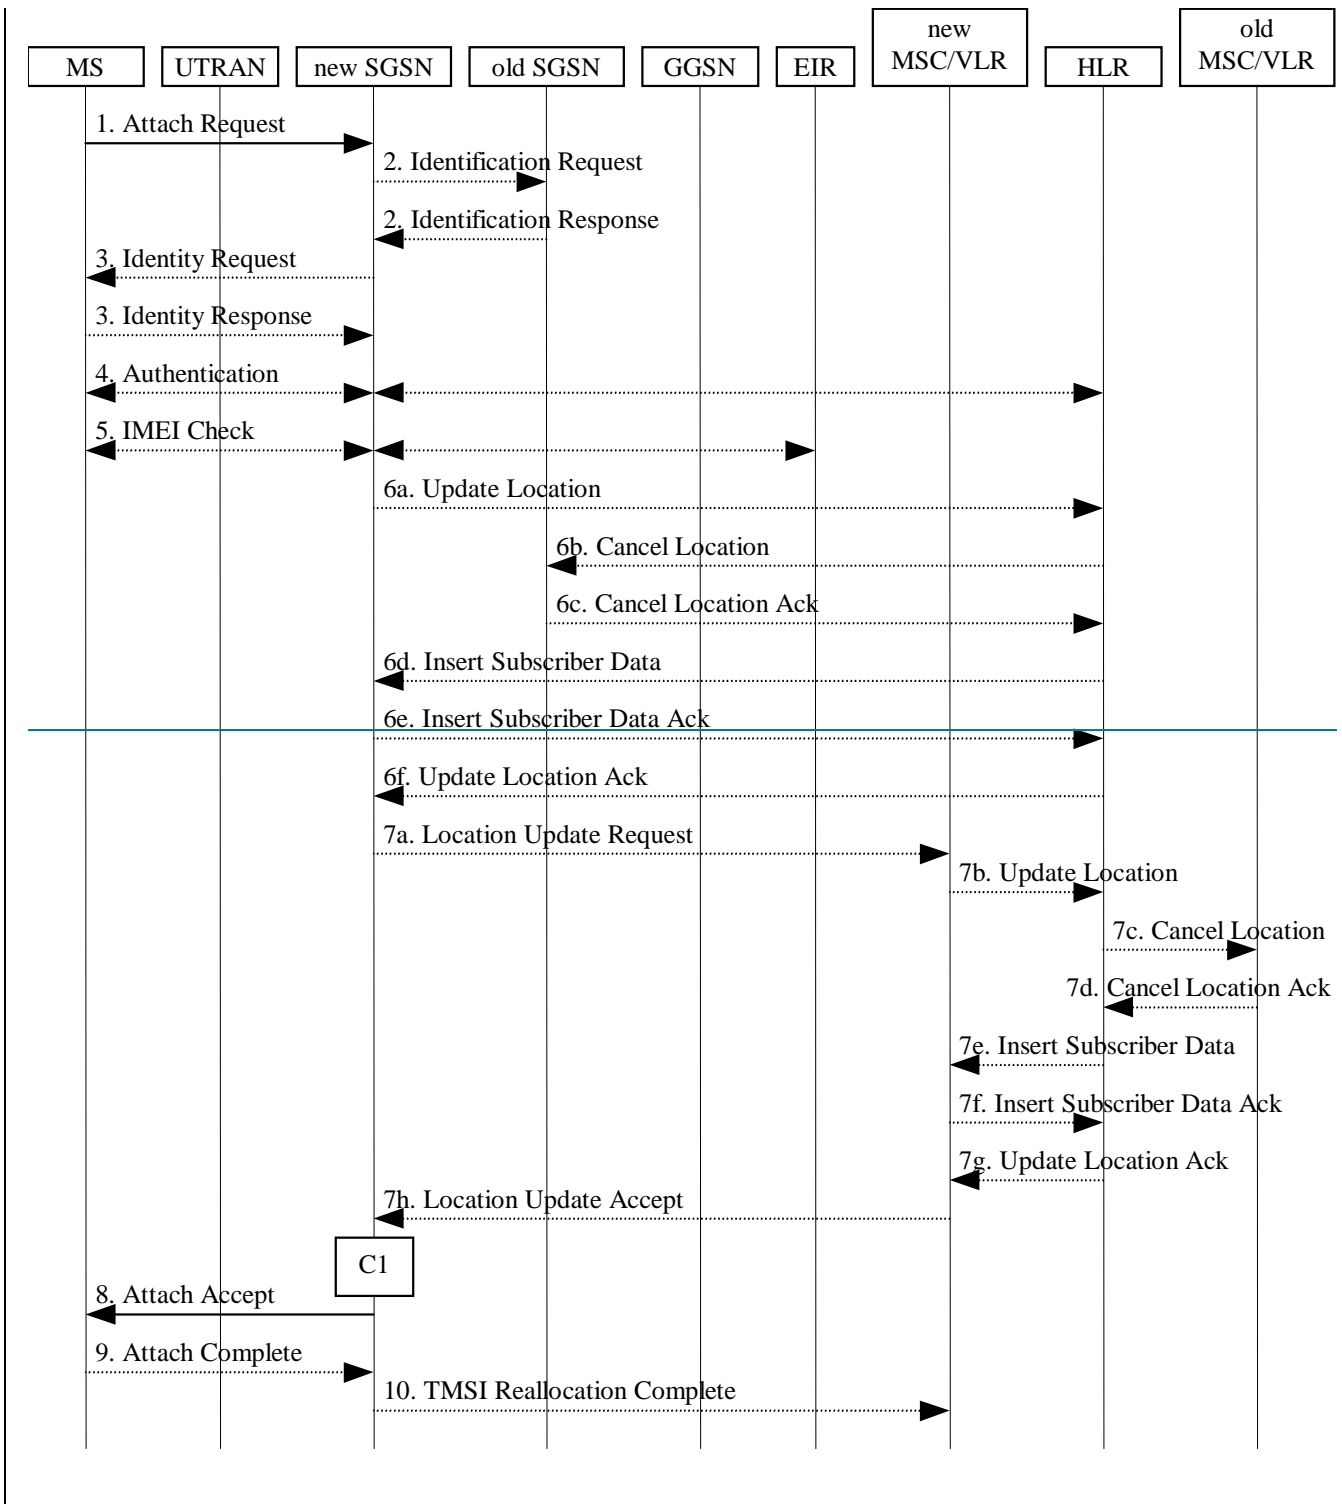 new
old
MS
UTRAN
new SGSN
old SGSN
GGSN
EIR
MSC/VLR
HLR
MSC/VLR
1. Attach Request
2. Identification Request
2. Identification Response
3. Identity Request
3. Identity Response
4. Authentication
5. IMEI Check
6a. Update Location
6b. Cancel Location
6c. Cancel Location Ack
6d. Insert Subscriber Data
6e. Insert Subscriber Data Ack
6f. Update Location Ack
7a. Location Update Request
7b. Update Location
7c. Cancel Location
7d. Cancel Location Ack
7e. Insert Subscriber Data
7f. Insert Subscriber Data Ack
7g. Update Location Ack
7h. Location Update Accept
C1
8. Attach Accept
9. Attach Complete
10. TMSI Reallocation Complete